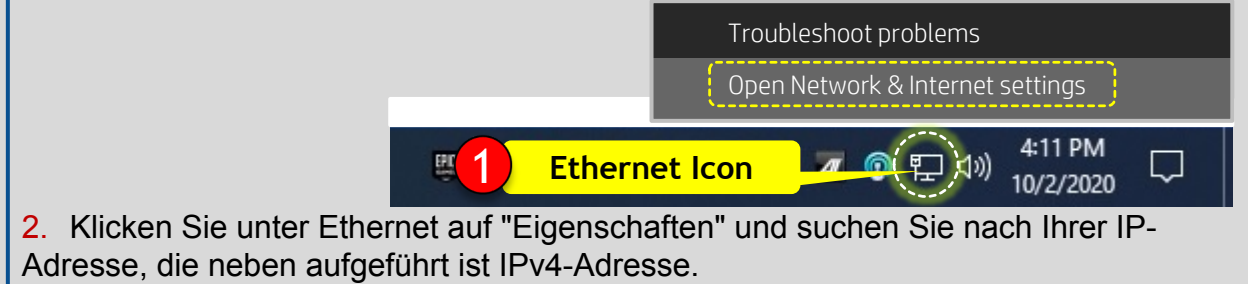 Troubleshoot problems
Open Network & Internet settings
1 Ethernet Icon
4:11 PM
10/2/2020
2. Klicken Sie unter Ethernet auf "Eigenschaften" und suchen Sie nach Ihrer IP-
Adresse, die neben aufgeführt ist IPv4-Adresse.